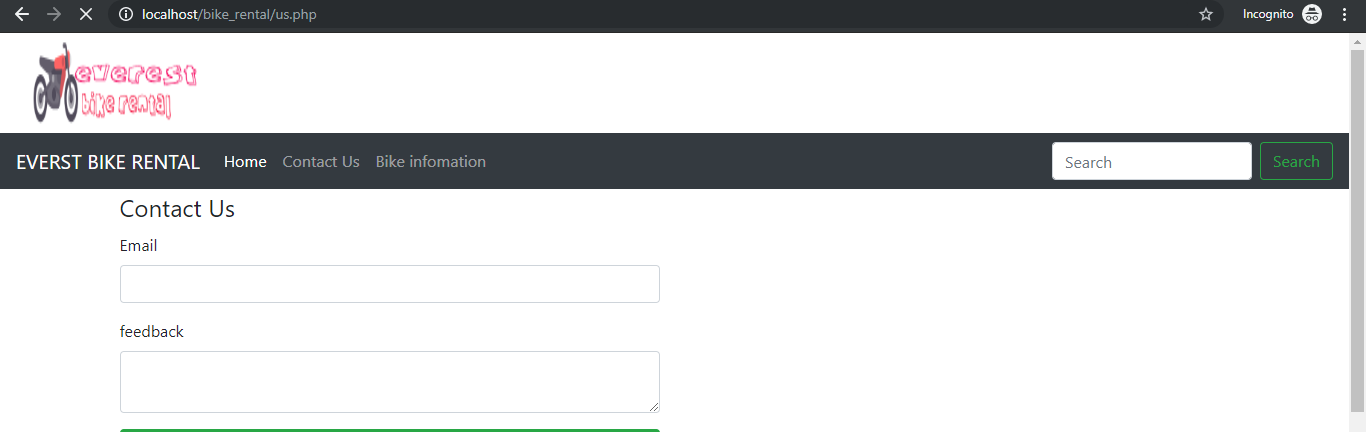 localhost/bike_rental/us.php
Incognito
everest
bike rental
EVERST BIKE RENTAL Home Contact Us Bike infomation Search Search
Contact Us
Email
feedback